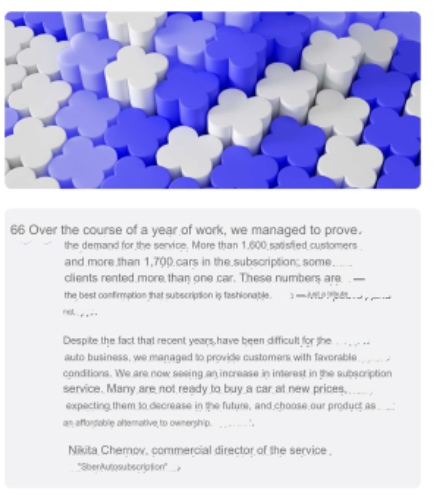 66 Over the course of a year of work, we managed to prove.
the demand for the service. More than 1,600 satisfied customers
and more than 1,700 cars in the subscription; some
clients rented more than one car. These numbers are —
the best confirmation that subscription is fashionable.
Despite the fact that recent years have been difficult for the
auto business, we managed to provide customers with favorable
conditions. We are now seeing an increase in interest in the subscription
service. Many are not ready to buy a car at new prices,
expecting them to decrease in the future, and choose our product as
an affordable alternative to ownership.
Nikita Chernov, commercial director of the service
"SberAutosubscription"